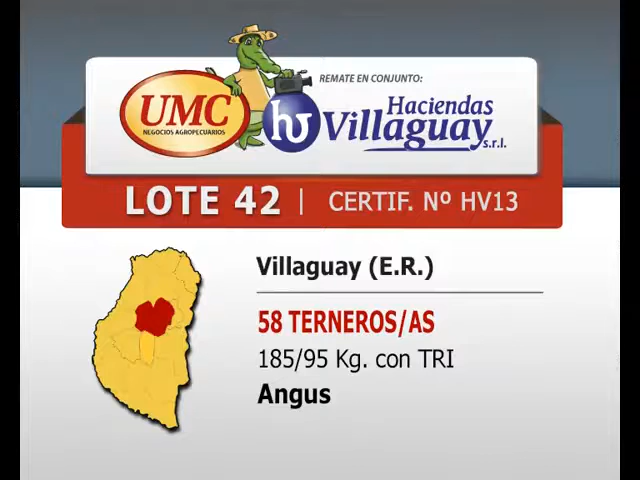 REMATE EN CONJUNTO:
UMC
NEGOCIOS AGROPECUARIOS
hv
Haciendas
Villaguay
s.r.l.
LOTE 42 | CERTIF. Nº HV13
Villaguay (E.R.)
58 TERNEROS/AS
185/95 Kg. con TRI
Angus